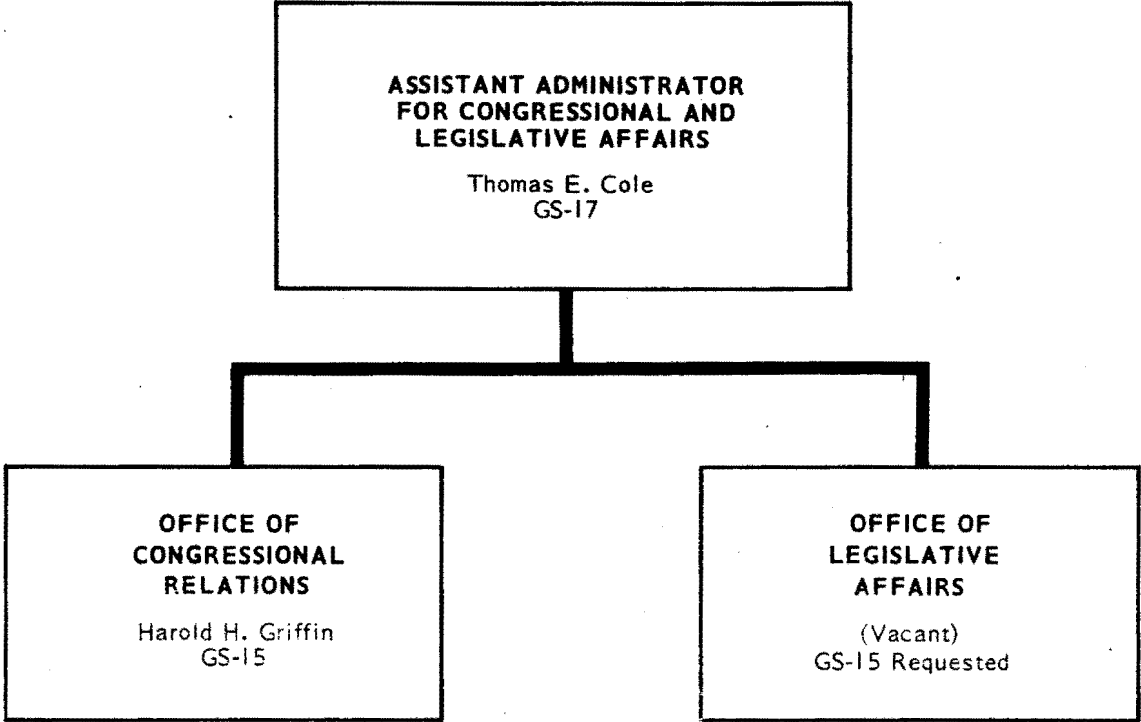 ASSISTANT ADMINISTRATOR
FOR CONGRESSIONAL AND
LEGISLATIVE AFFAIRS
Thomas E. Cole
GS-17
OFFICE OF
CONGRESSIONAL
RELATIONS
Harold H. Griffin
GS-15
OFFICE OF
LEGISLATIVE
AFFAIRS
(Vacant)
GS-15 Requested